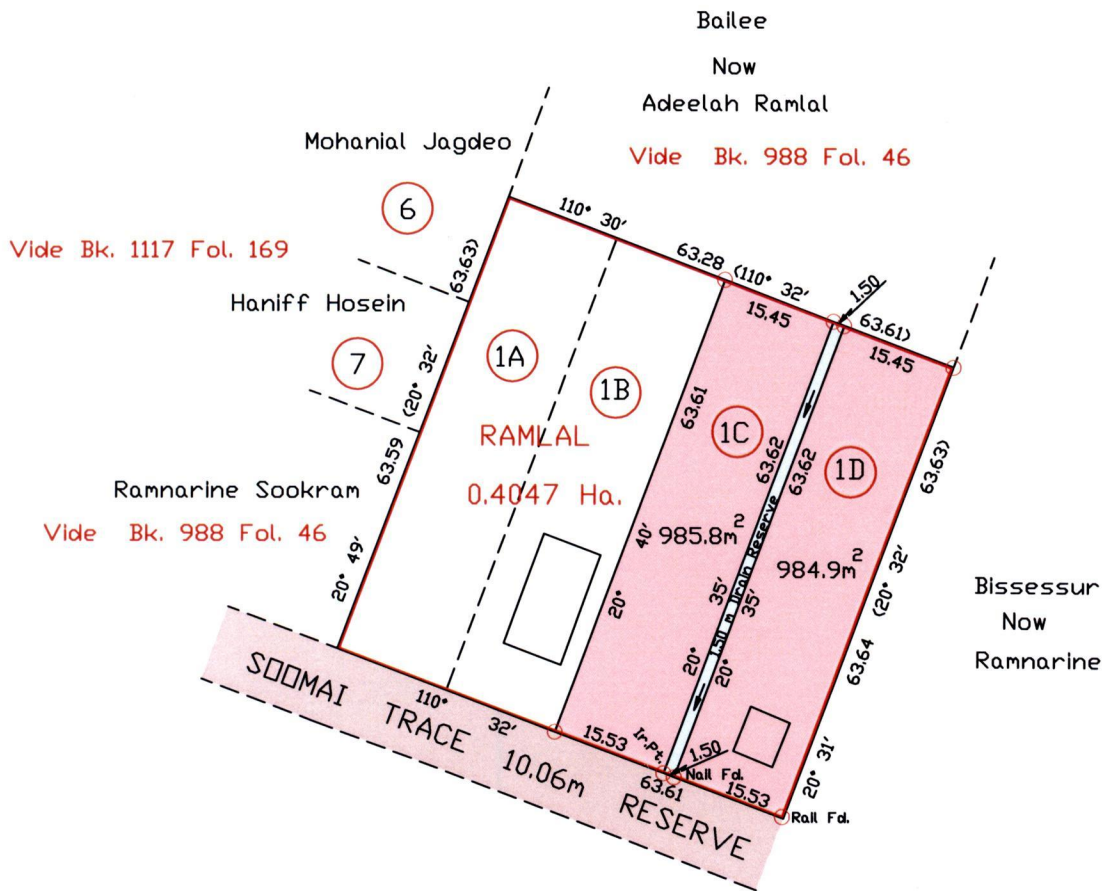 Bailee
Now
Adeelah Ramlal
Vide Bk. 988 Fol. 46
Mohanial Jagdeo
6
Vide Bk. 1117 Fol. 169
Haniff Hosein
7
Ramnarine Sookram
Vide Bk. 988 Fol. 46
110° 30'
63.28 (110° 32'
63.61)
15.45
1.50
15.45
63.63)
(20° 32'
63.59
20° 49'
1A
1B
RAMLAL
0.4047 Ha.
63.61
40'
20°
1C
985.8m²
63.62
63.62
35'
35'
20°
20°
1.50 m Drain Reserve
1D
984.9m²
63.63)
(20° 32'
63.64
20° 31'
Bissessur
Now
Ramnarine
110° 32'
15.53
Ir.Pt.
1.50
Nail Fd.
63.61
15.53
Rail Fd.
SOOMAI TRACE 10.06m RESERVE